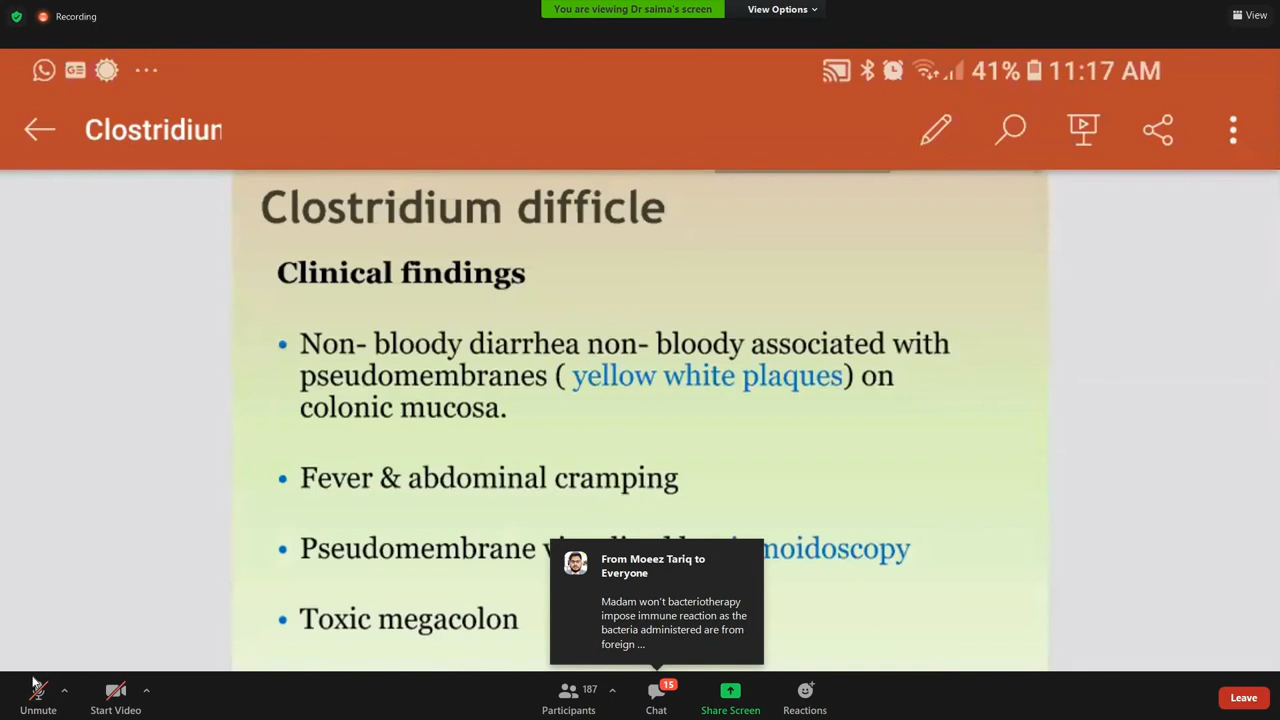 Recording
You are viewing Dr saima's screen
View Options
View
41% 11:17 AM
Clostridiur
Clostridium difficle
Clinical findings
• Non- bloody diarrhea non- bloody associated with
pseudomembranes ( yellow white plaques) on
colonic mucosa.
• Fever & abdominal cramping
• Pseudomembrane
• Toxic megacolon
From Moeez Tariq to
Everyone
Madam won't bacteriotherapy
impose immune reaction as the
bacteria administered are from
foreign ...
Unmute
Start Video
187
Participants
15
Chat
Share Screen
Reactions
Leave